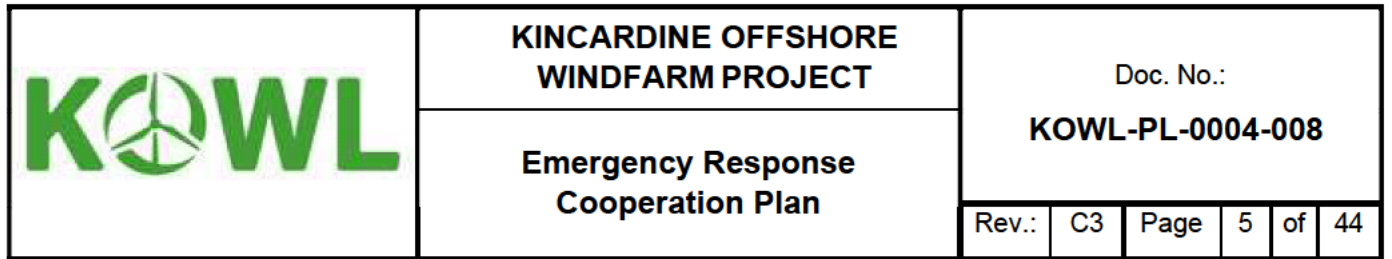 KOWL
KINCARDINE OFFSHORE
WINDFARM PROJECT
Emergency Response
Cooperation Plan
Doc. No.:
KOWL-PL-0004-008
Rev.: C3 Page 5 of 44